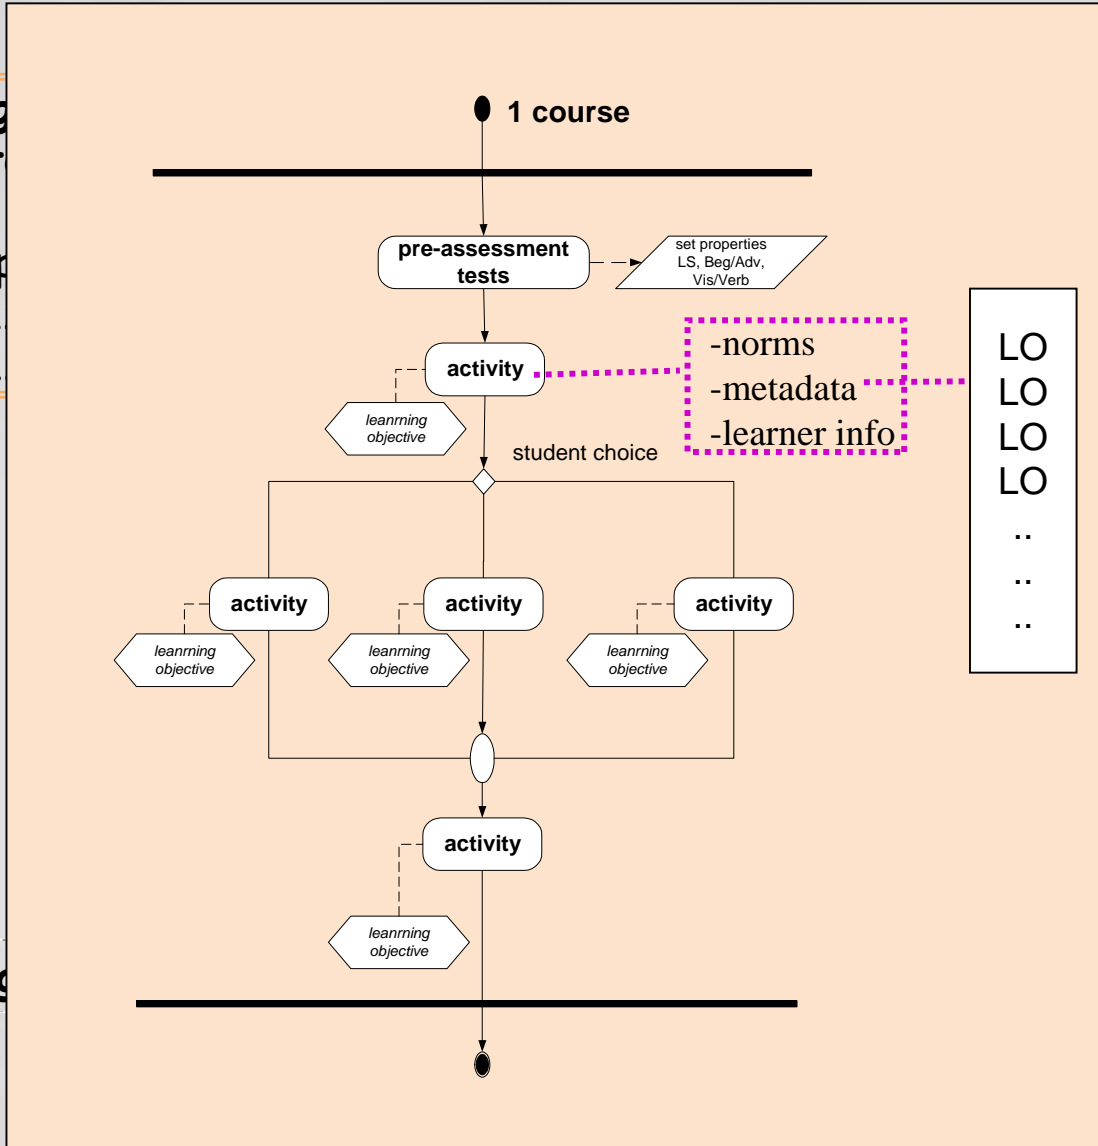 1 course
pre-assessment
tests
set properties
LS, Beg/Adv,
Vis/Verb
activity
-norms
-metadata
-learner info
LO
LO
LO
LO
..
..
..
leanrning
objective
student choice
activity
activity
activity
leanrning
objective
leanrning
objective
leanrning
objective
activity
leanrning
objective